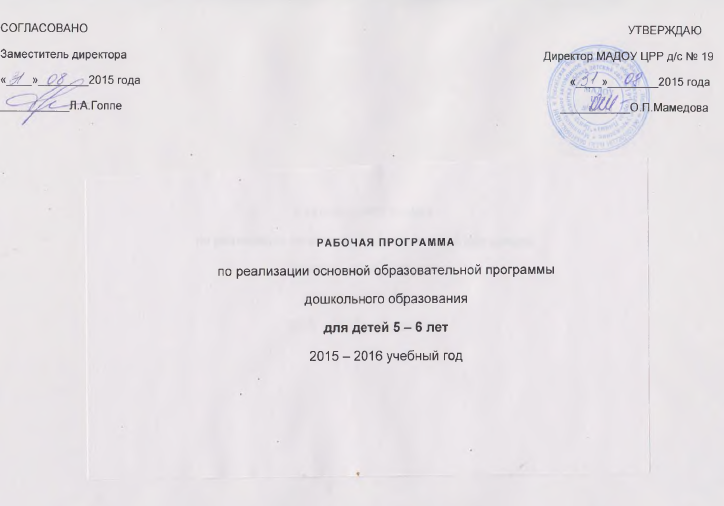 СОГЛАСОВАНО
Заместитель директора
«31» 08 2015 года
Л.А.Гоппе
УТВЕРЖДАЮ
Директор МАДОУ ЦРР д/с № 19
«31» 08 2015 года
О.П.Мамедова
РАБОЧАЯ ПРОГРАММА
по реализации основной образовательной программы
дошкольного образования
для детей 5 – 6 лет
2015 – 2016 учебный год